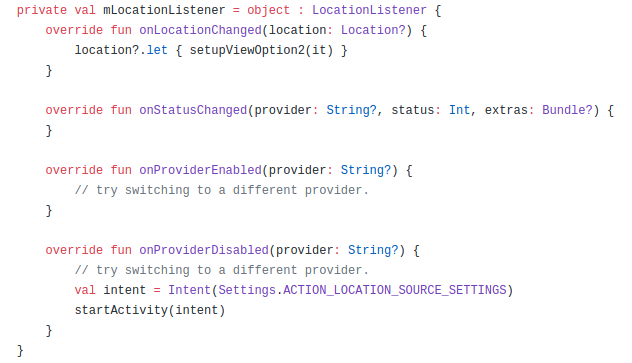 private val mLocationListener = object : LocationListener {
    override fun onLocationChanged(location: Location?) {
        location?.let { setupViewOption2(it) }
    }

    override fun onStatusChanged(provider: String?, status: Int, extras: Bundle?) {
    }

    override fun onProviderEnabled(provider: String?) {
        // try switching to a different provider.
    }

    override fun onProviderDisabled(provider: String?) {
        // try switching to a different provider.
        val intent = Intent(Settings.ACTION_LOCATION_SOURCE_SETTINGS)
        startActivity(intent)
    }
}